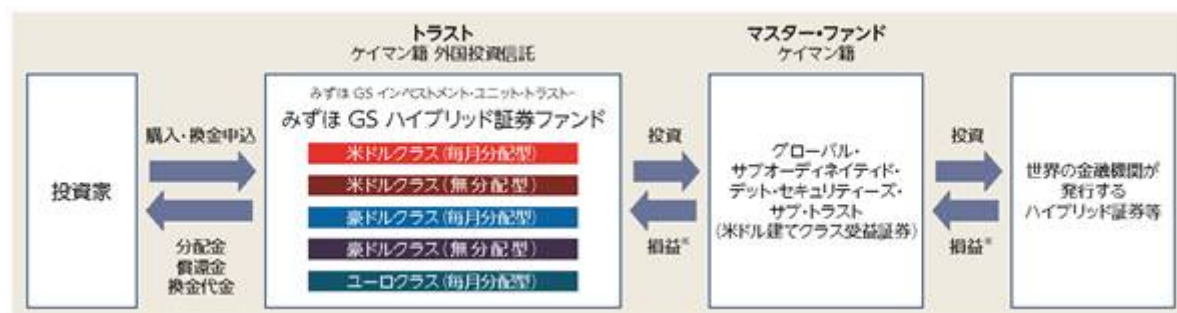 トラスト
ケイマン籍 外国投資信託
マスター・ファンド
ケイマン籍
投資家
購入・換金申込
分配金
償還金
換金代金
みずほ GS インベストメント・ユニット・トラスト-
みずほ GS ハイブリッド証券ファンド
米ドルクラス(毎月分配型)
米ドルクラス(無分配型)
豪ドルクラス(毎月分配型)
豪ドルクラス(無分配型)
ユーロクラス(毎月分配型)
投資
損益※
グローバル・
サブオーディネイティド・
デット・セキュリティーズ・
サブ・トラスト
(米ドル建てクラス受益証券)
投資
損益※
世界の金融機関が
発行する
ハイブリッド証券等